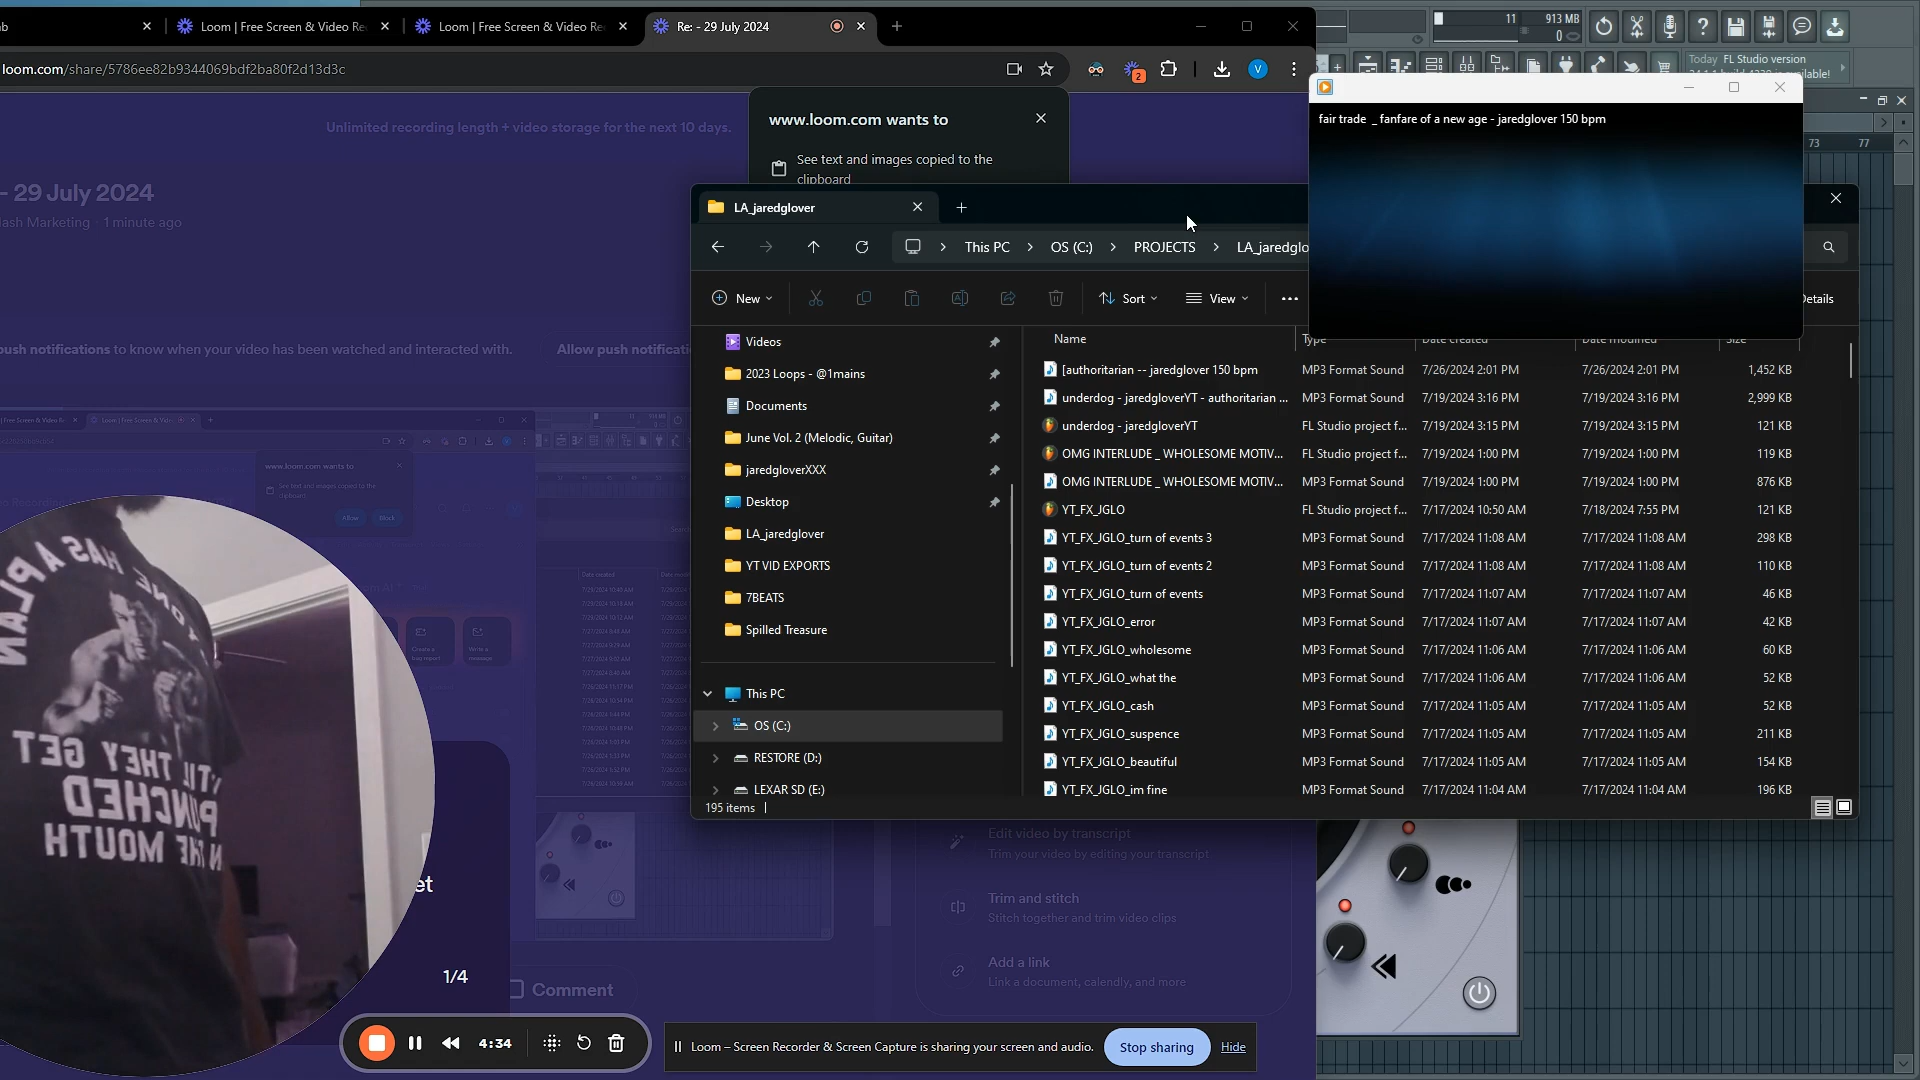 Loom | Free Screen & Video Re
Loom | Free Screen & Video Re
Re: - 29 July 2024
11
913 MB
0
loom.com/share/5786ee82b9344069bdf2ba80f2d13d3c
2
V
Today FL Studio version
available!
Unlimited recording length + video storage for the next 10 days.
www.loom.com wants to
See text and images copied to the
clipboard
fair trade _ fanfare of a new age - jaredglover 150 bpm
73
77
- 29 July 2024
1 minute ago
LA_jaredglover
This PC
OS (C:)
PROJECTS
LA_jaredglo
New
Sort
View
Details
push notifications to know when your video has been watched and interacted with.
Allow push notificati
Name
Type
Date created
Date modified
Size
Videos
2023 Loops - @1mains
Documents
June Vol. 2 (Melodic, Guitar)
jaredgloverXXX
Desktop
LA_jaredglover
YT VID EXPORTS
7BEATS
Spilled Treasure
This PC
OS (C:)
RESTORE (D:)
LEXAR SD (E:)
195 items
[authoritarian -- jaredglover 150 bpm MP3 Format Sound 7/26/2024 2:01 PM 7/26/2024 2:01 PM 1,452 KB
underdog - jaredgloverYT - authoritarian ... MP3 Format Sound 7/19/2024 3:16 PM 7/19/2024 3:16 PM 2,999 KB
underdog - jaredgloverYT FL Studio project f... 7/19/2024 3:15 PM 7/19/2024 3:15 PM 121 KB
OMG INTERLUDE _ WHOLESOME MOTIV... FL Studio project f... 7/19/2024 1:00 PM 7/19/2024 1:00 PM 119 KB
OMG INTERLUDE _ WHOLESOME MOTIV... MP3 Format Sound 7/19/2024 1:00 PM 7/19/2024 1:00 PM 876 KB
YT_FX_JGLO FL Studio project f... 7/17/2024 10:50 AM 7/18/2024 7:55 PM 121 KB
YT_FX_JGLO_turn of events 3 MP3 Format Sound 7/17/2024 11:08 AM 7/17/2024 11:08 AM 298 KB
YT_FX_JGLO_turn of events 2 MP3 Format Sound 7/17/2024 11:08 AM 7/17/2024 11:08 AM 110 KB
YT_FX_JGLO_turn of events MP3 Format Sound 7/17/2024 11:07 AM 7/17/2024 11:07 AM 46 KB
YT_FX_JGLO_error MP3 Format Sound 7/17/2024 11:07 AM 7/17/2024 11:07 AM 42 KB
YT_FX_JGLO_wholesome MP3 Format Sound 7/17/2024 11:06 AM 7/17/2024 11:06 AM 60 KB
YT_FX_JGLO_what the MP3 Format Sound 7/17/2024 11:06 AM 7/17/2024 11:06 AM 52 KB
YT_FX_JGLO_cash MP3 Format Sound 7/17/2024 11:05 AM 7/17/2024 11:05 AM 52 KB
YT_FX_JGLO_suspence MP3 Format Sound 7/17/2024 11:05 AM 7/17/2024 11:05 AM 211 KB
YT_FX_JGLO_beautiful MP3 Format Sound 7/17/2024 11:05 AM 7/17/2024 11:05 AM 154 KB
YT_FX_JGLO_im fine MP3 Format Sound 7/17/2024 11:04 AM 7/17/2024 11:04 AM 196 KB
HAS A PLAN
'TIL THEY GET
PUNCHED
IN THE MOUTH
et
1/4
Comment
Edit video by transcript
Trim your video by editing your transcript
Trim and stitch
Stitch together and trim video clips
Add a link
Link a document, calendly, and more
4:34
Loom – Screen Recorder & Screen Capture is sharing your screen and audio.
Stop sharing
Hide